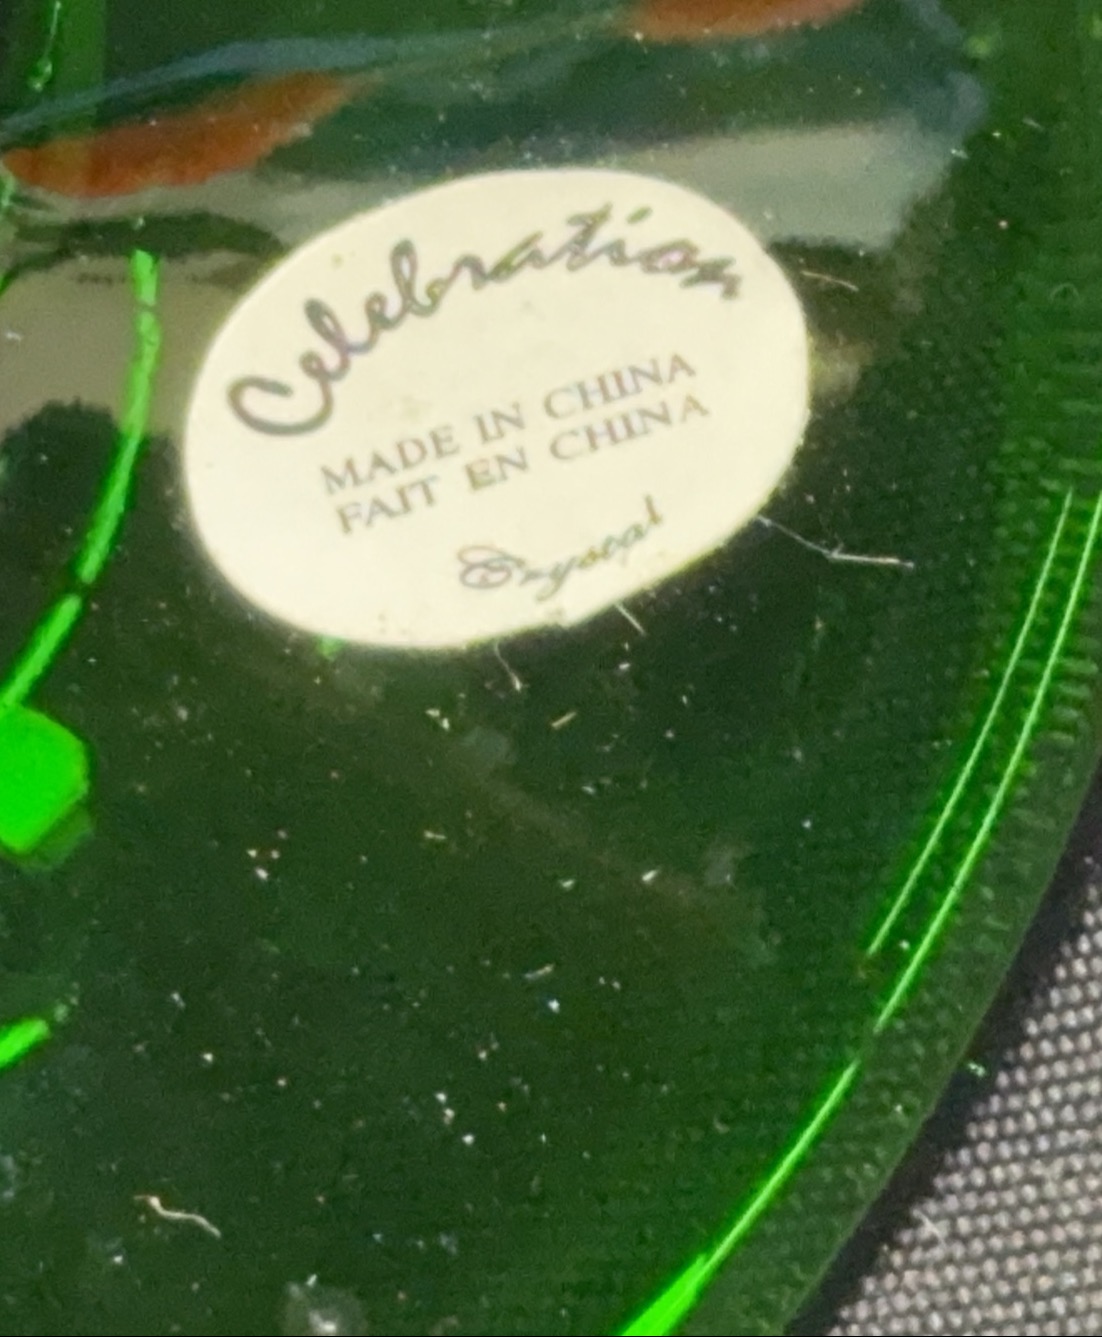 Celebration
MADE IN CHINA
FAIT EN CHINA
Crystal